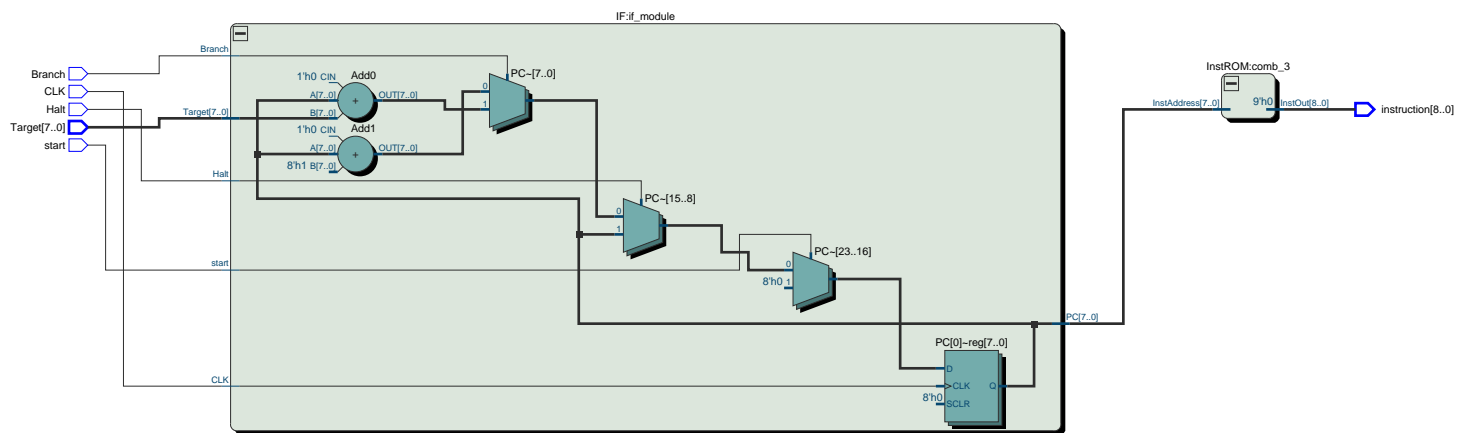 IF:if_module
Branch
CLK
Halt
Target[7..0]
start
Branch
Target[7..0]
Halt
start
CLK
1'h0 CIN
Add0
A[7..0]
B[7..0]
OUT[7..0]
+
1'h0 CIN
Add1
A[7..0]
8'h1 B[7..0]
OUT[7..0]
+
PC~[7..0]
0
1
PC~[15..8]
0
1
PC~[23..16]
0
8'h0 1
PC[0]~reg[7..0]
D
CLK
Q
8'h0 SCLR
PC[7..0]
InstROM:comb_3
InstAddress[7..0]
9'h0
InstOut[8..0]
instruction[8..0]